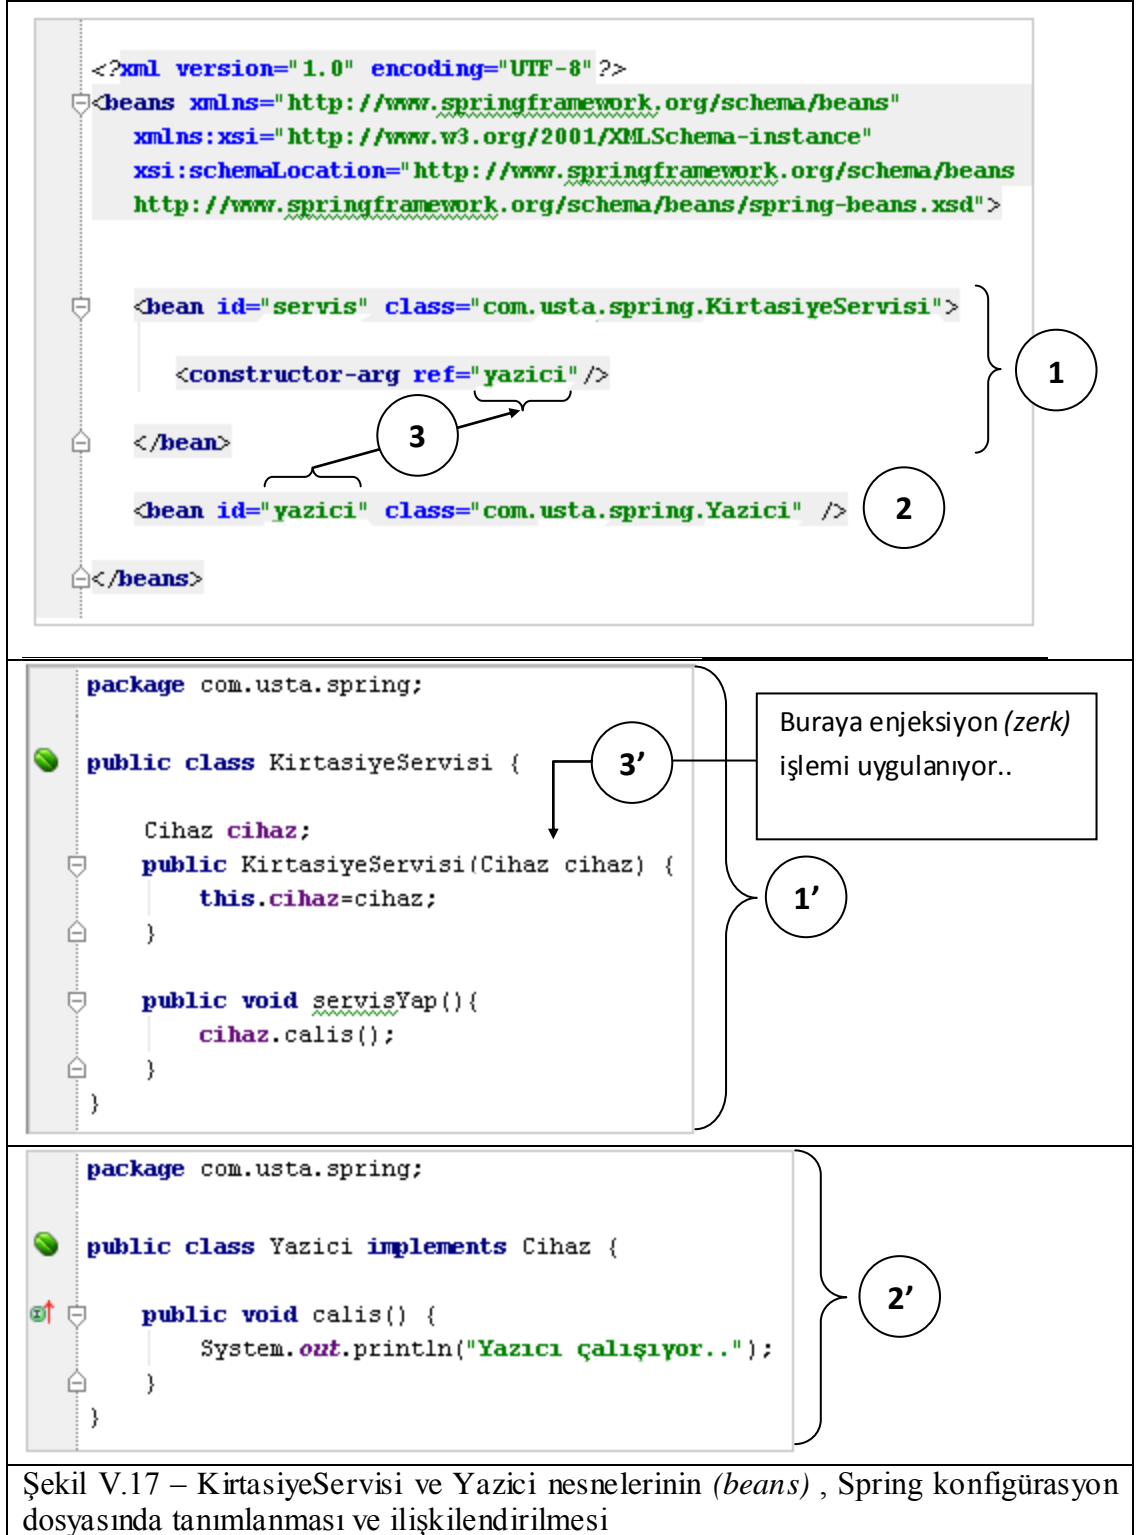 <?xml version="1.0" encoding="UTF-8"?>
<beans xmlns="http://www.springframework.org/schema/beans"
xmlns:xsi="http://www.w3.org/2001/XMLSchema-instance"
xsi:schemaLocation="http://www.springframework.org/schema/beans
http://www.springframework.org/schema/beans/spring-beans.xsd">
<bean id="servis" class="com.usta.spring.KirtasiyeServisi">
<constructor-arg ref="yazici"/>
1
3
</bean>
<bean id="yazici" class="com.usta.spring.Yazici" />
2
</beans>
package com.usta.spring;
public class KirtasiyeServisi {
3’
Buraya enjeksiyon (zerk)
işlemi uygulanıyor..
Cihaz cihaz;
public KirtasiyeServisi(Cihaz cihaz) {
this.cihaz=cihaz;
1’
}
public void servisYap(){
cihaz.calis();
}
}
package com.usta.spring;
public class Yazici implements Cihaz {
2’
public void calis() {
System.out.println("Yazıcı çalışıyor..");
}
}
Şekil V.17 – KirtasiyeServisi ve Yazici nesnelerinin (beans) , Spring konfigürasyon
dosyasında tanımlanması ve ilişkilendirilmesi